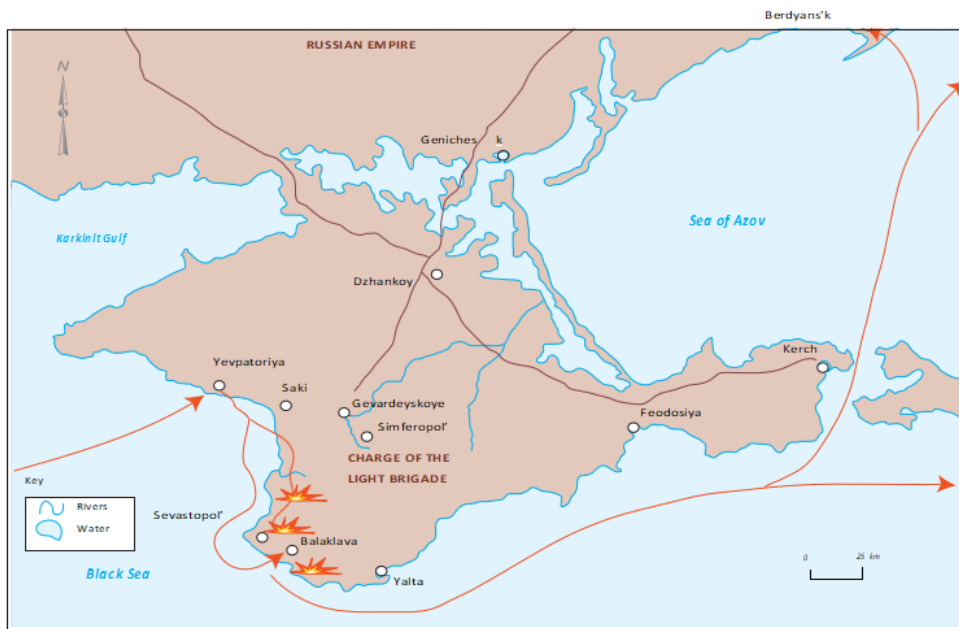 Berdyans'k
RUSSIAN EMPIRE
N
Geniches k
Sea of Azov
Karkinit Gulf
Dzhankoy
Kerch
Yevpatoriya
Saki
Gevardeyskoye
Feodosiya
Simferopol'
CHARGE OF THE
LIGHT BRIGADE
Key
Rivers
Sevastopol'
Water
Balaklava
0 25 km
Black Sea
Yalta